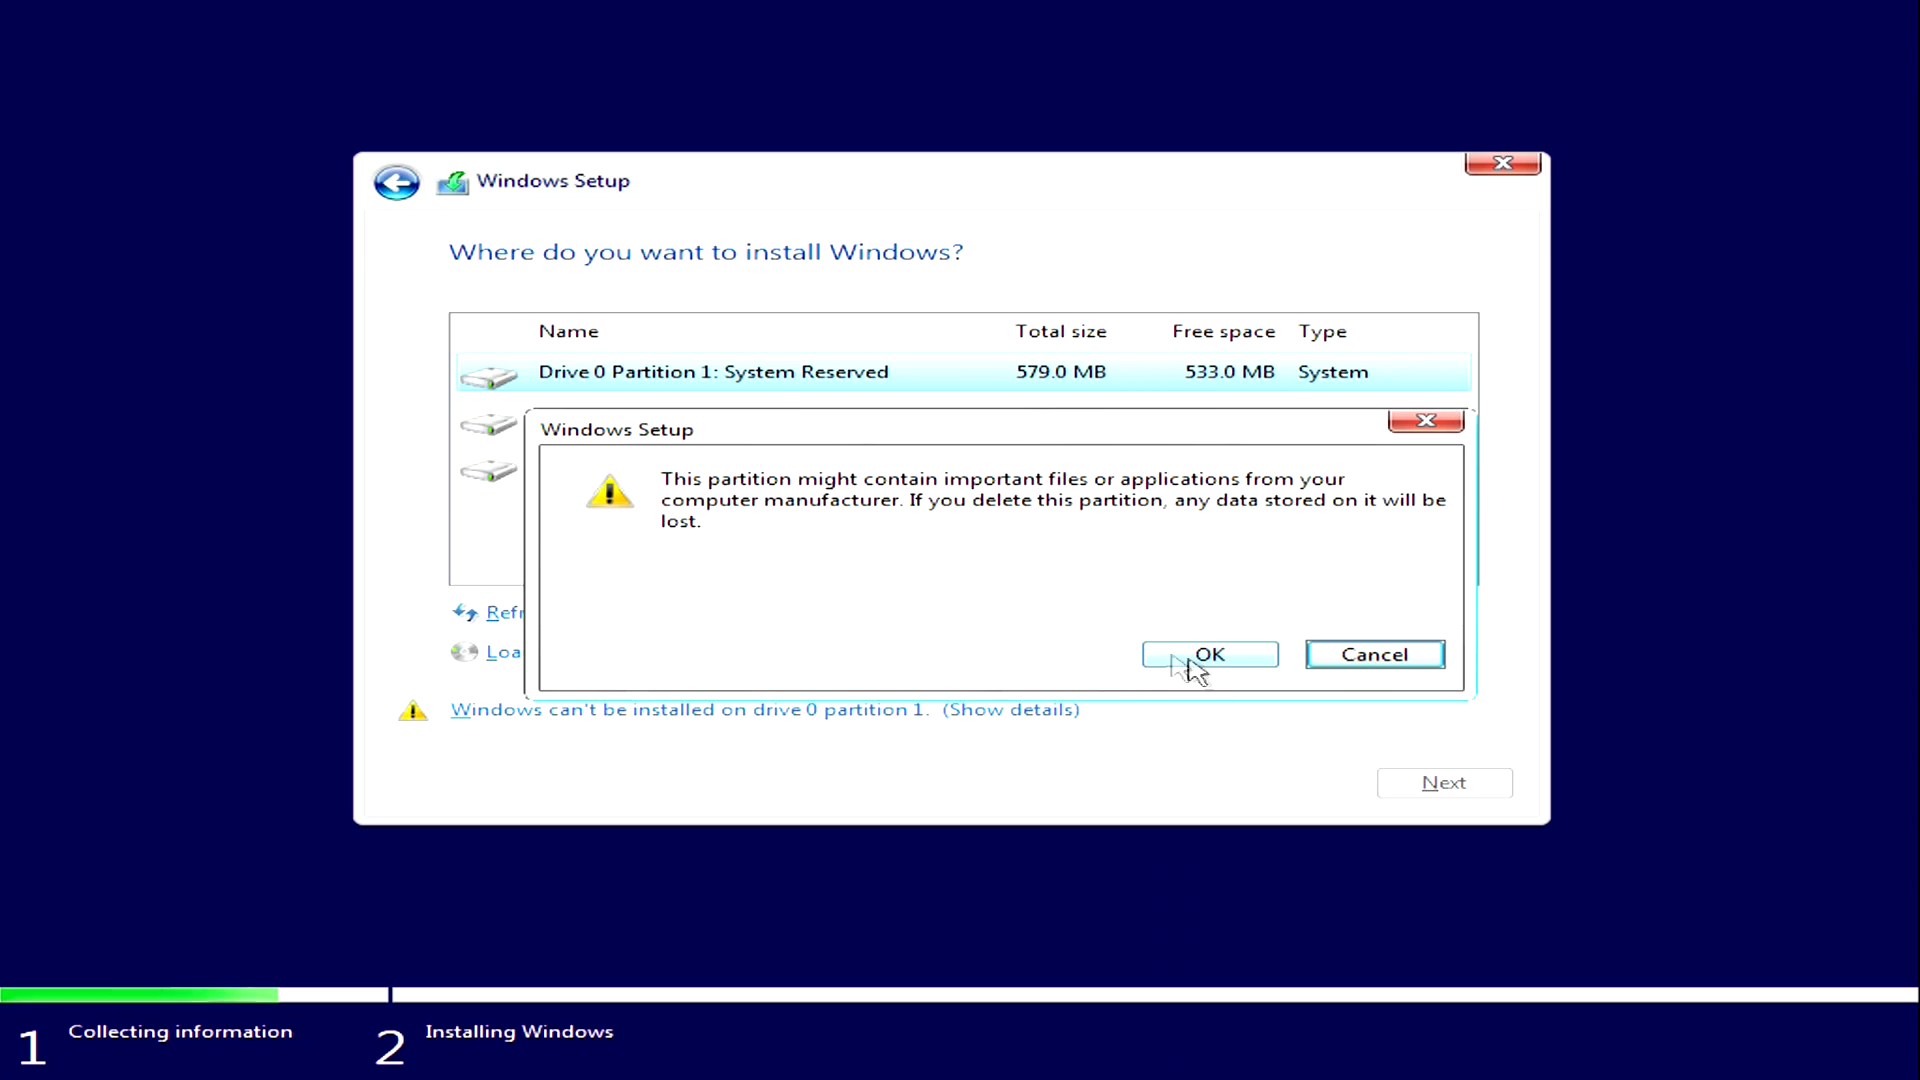 Windows Setup
Where do you want to install Windows?
Name Total size Free space Type
Drive 0 Partition 1: System Reserved 579.0 MB 533.0 MB System
Windows Setup
This partition might contain important files or applications from your
computer manufacturer. If you delete this partition, any data stored on it will be
lost.
OK Cancel
Refr
Loa
Windows can't be installed on drive 0 partition 1. (Show details)
Next
1 Collecting information 2 Installing Windows